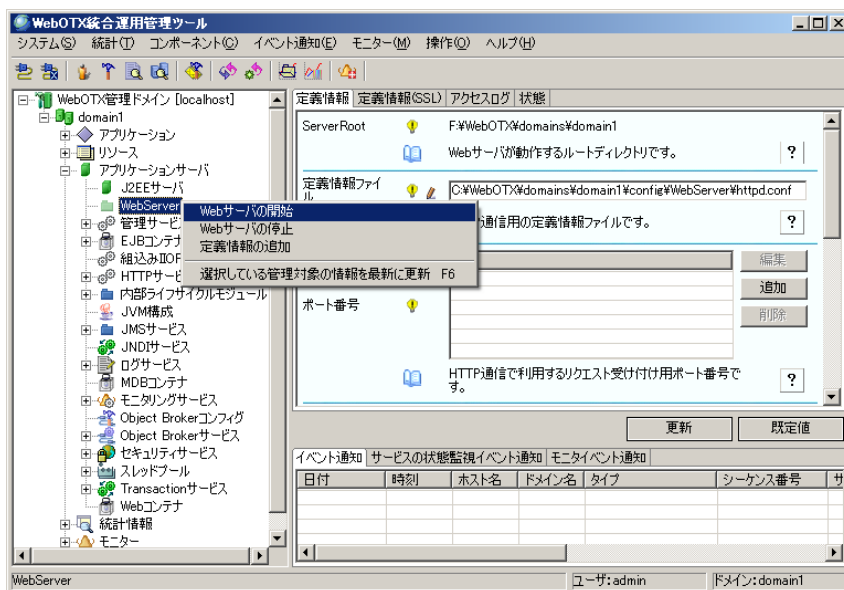 WebOTX統合運用管理ツール
システム(S) 統計(T) コンポーネント(C) イベント通知(E) モニター(M) 操作(O) ヘルプ(H)
WebOTX管理ドメイン [localhost]
domain1
アプリケーション
リソース
アプリケーションサーバ
J2EEサーバ
WebServer
管理サービ
EJBコンテナ
組込みIIOF
HTTPサービ
内部ライフサイクルモジュール
JVM構成
JMSサービス
JNDIサービス
ログサービス
MDBコンテナ
モニタリングサービス
Object Brokerコンフィグ
Object Brokerサービス
セキュリティサービス
スレッドプール
Transactionサービス
Webコンテナ
統計情報
モニター
Webサーバの開始
Webサーバの停止
定義情報の追加
選択している管理対象の情報を最新に更新 F6
定義情報 定義情報(SSL) アクセスログ 状態
ServerRoot F:¥WebOTX¥domains¥domain1
Webサーバが動作するルートディレクトリです。 ?
定義情報ファイル C:¥WebOTX¥domains¥domain1¥config¥WebServer¥httpd.conf
通信用の定義情報ファイルです。 ?
編集
追加
ポート番号
削除
HTTP通信で利用するリクエスト受け付け用ポート番号です。 ?
更新 既定値
イベント通知 サービスの状態監視イベント通知 モニタイベント通知
日付 時刻 ホスト名 ドメイン名 タイプ シーケンス番号 サ
WebServer ユーザ:admin ドメイン:domain1